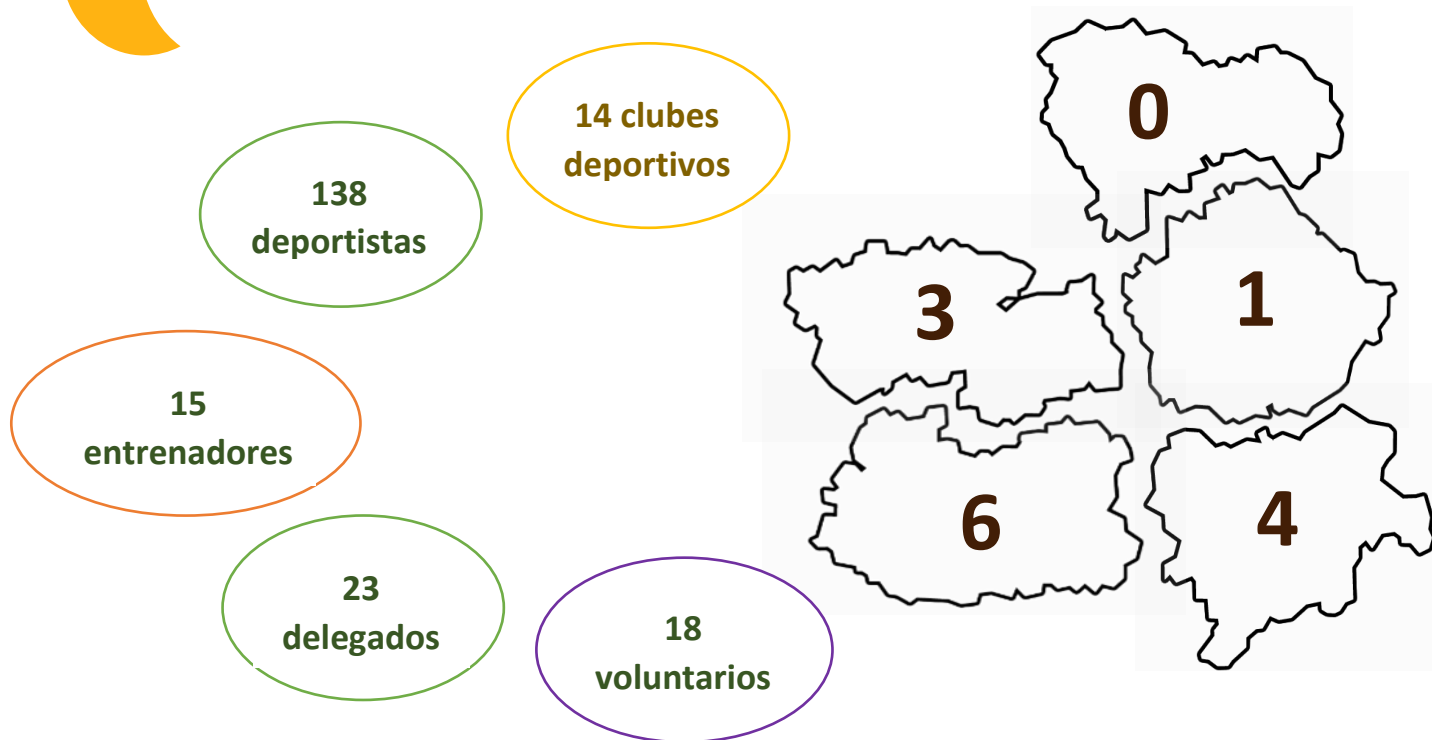 14 clubes
deportivos
138
deportistas
15
entrenadores
23
delegados
18
voluntarios
0
3
1
6
4